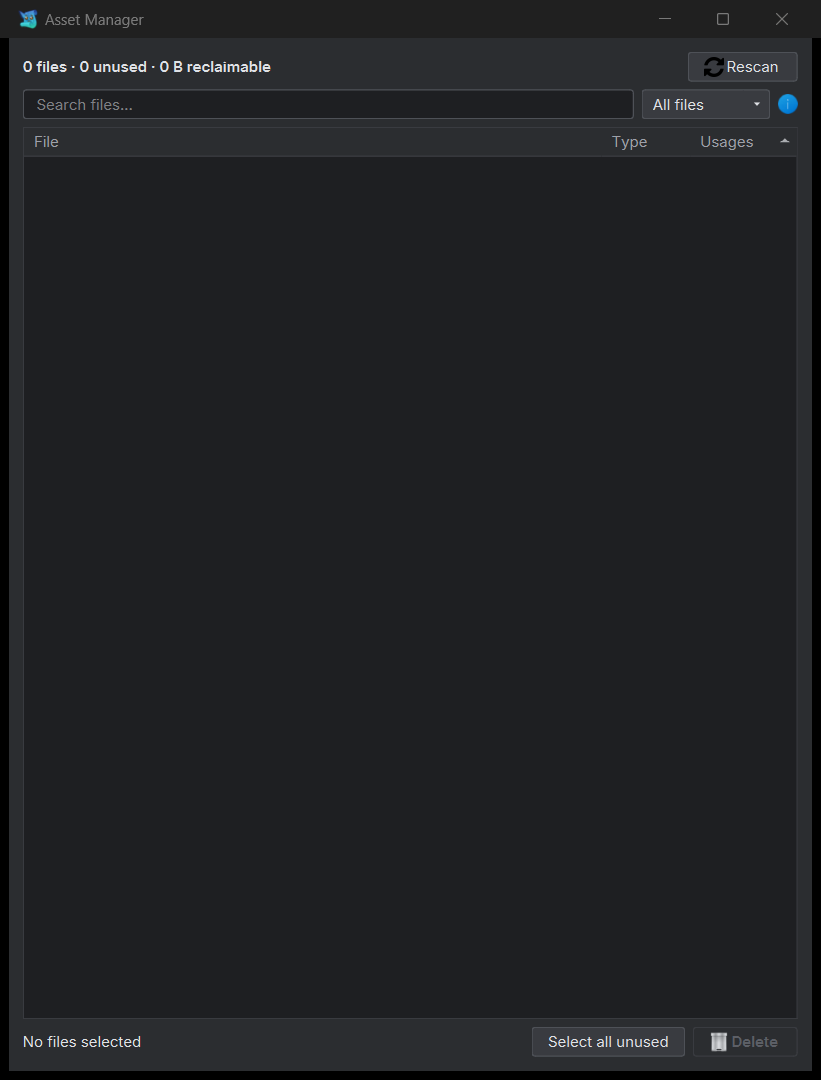 Asset Manager
0 files · 0 unused · 0 B reclaimable
Rescan
Search files...
All files
File Type Usages
No files selected
Select all unused
Delete